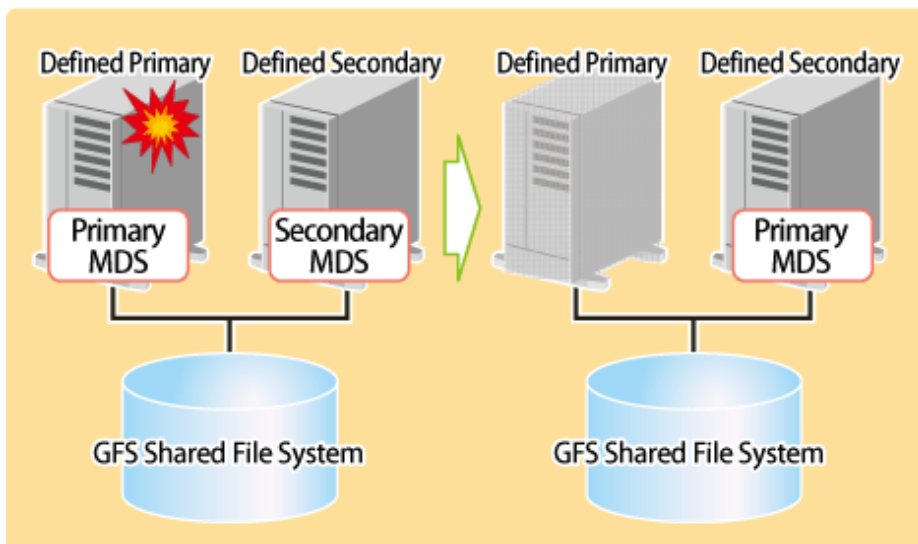 Defined Primary
Defined Secondary
Defined Primary
Defined Secondary
Primary
MDS
Secondary
MDS
Primary
MDS
GFS Shared File System
GFS Shared File System